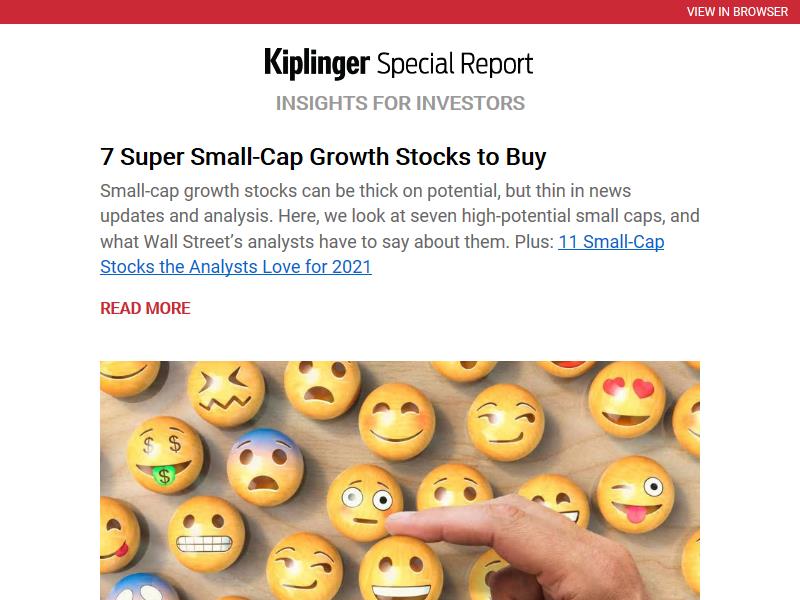 VIEW IN BROWSER
Kiplinger Special Report
INSIGHTS FOR INVESTORS
7 Super Small-Cap Growth Stocks to Buy
Small-cap growth stocks can be thick on potential, but thin in news
updates and analysis. Here, we look at seven high-potential small caps, and
what Wall Street’s analysts have to say about them. Plus: 11 Small-Cap
Stocks the Analysts Love for 2021
READ MORE